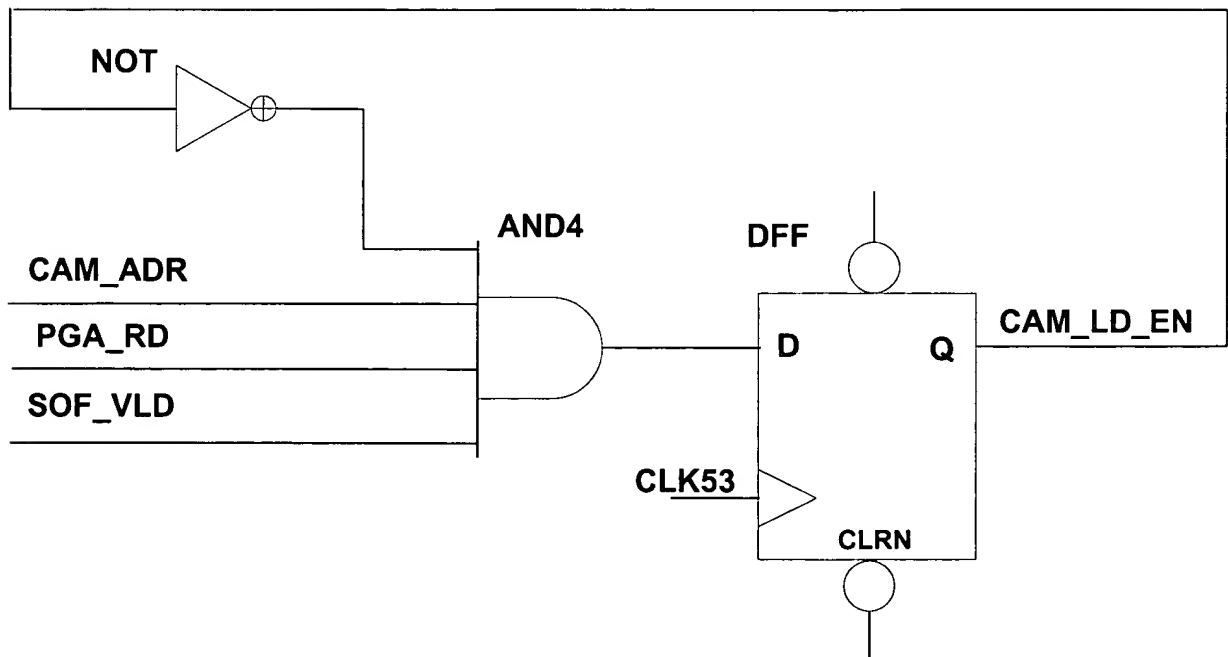 NOT
AND4
DFF
CAM_ADR
PGA_RD
SOF_VLD
D
Q
CAM_LD_EN
CLK53
CLRN